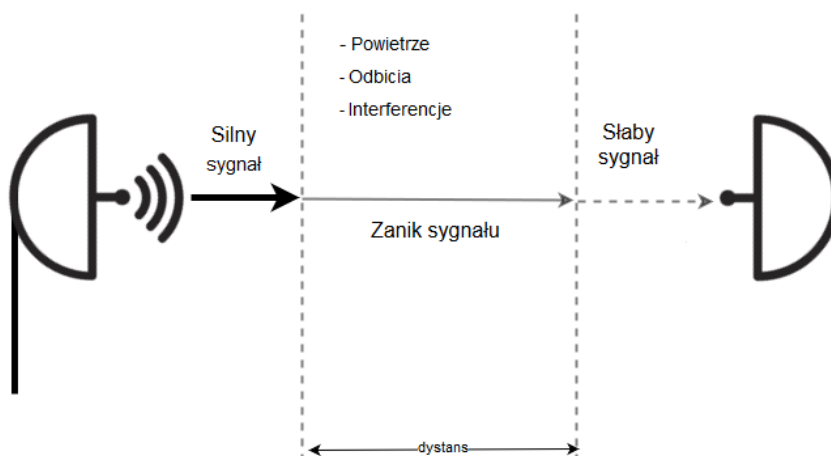 - Powietrze
- Odbicia
- Interferencje
Silny
sygnał
Słaby
sygnał
Zanik sygnału
dystans